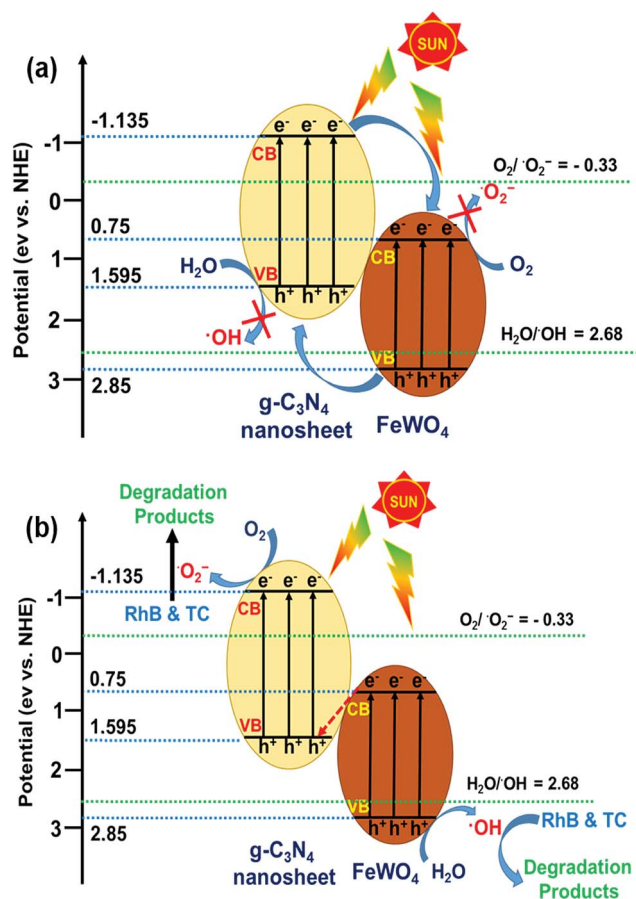 (a)
SUN
-1.135
e⁻ e⁻ e⁻
-1
CB
O₂/ ·O₂⁻ = - 0.33
·O₂⁻
0
0.75
e⁻ e⁻ e⁻
CB
O₂
1
H₂O
VB
1.595
h⁺ h⁺ h⁺
2
·OH
H₂O/·OH = 2.68
VB
3
h⁺ h⁺ h⁺
2.85
g-C₃N₄
nanosheet
FeWO₄
Potential (ev vs. NHE)
(b)
Degradation
Products
SUN
O₂
·O₂⁻
-1.135
e⁻ e⁻ e⁻
-1
RhB & TC
CB
O₂/ ·O₂⁻ = - 0.33
0
0.75
e⁻ e⁻ e⁻
CB
1
1.595
VB
h⁺ h⁺ h⁺
2
H₂O/·OH = 2.68
VB
·OH
RhB & TC
3
2.85
h⁺ h⁺ h⁺
g-C₃N₄
nanosheet
FeWO₄
H₂O
Degradation
Products
Potential (ev vs. NHE)